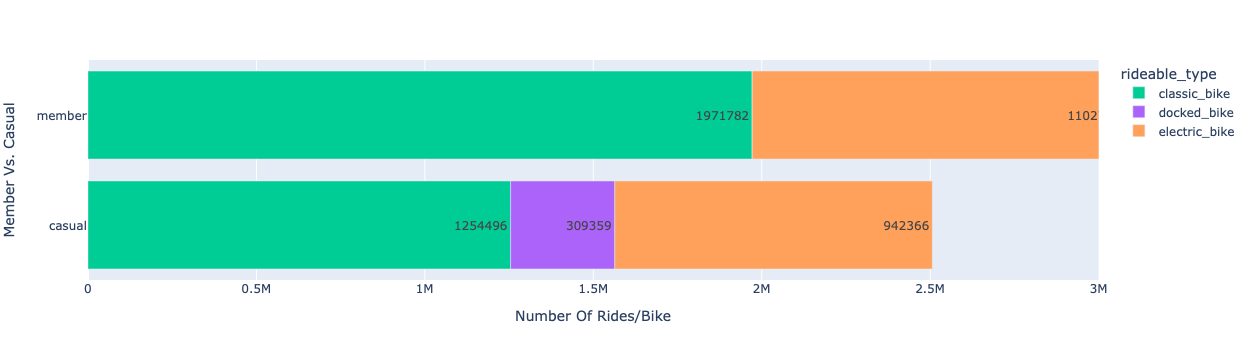 rideable_type
classic_bike
docked_bike
electric_bike
Member Vs. Casual
member
1971782
casual
1254496
309359
942366
0
0.5M
1M
1.5M
2M
2.5M
3M
Number Of Rides/Bike